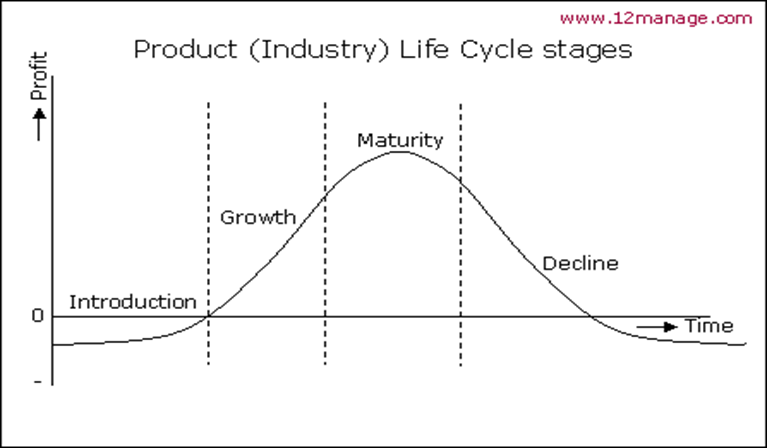 www.12manage.com
Product (Industry) Life Cycle stages
Profit
Maturity
Growth
Decline
Introduction
0
Time
-